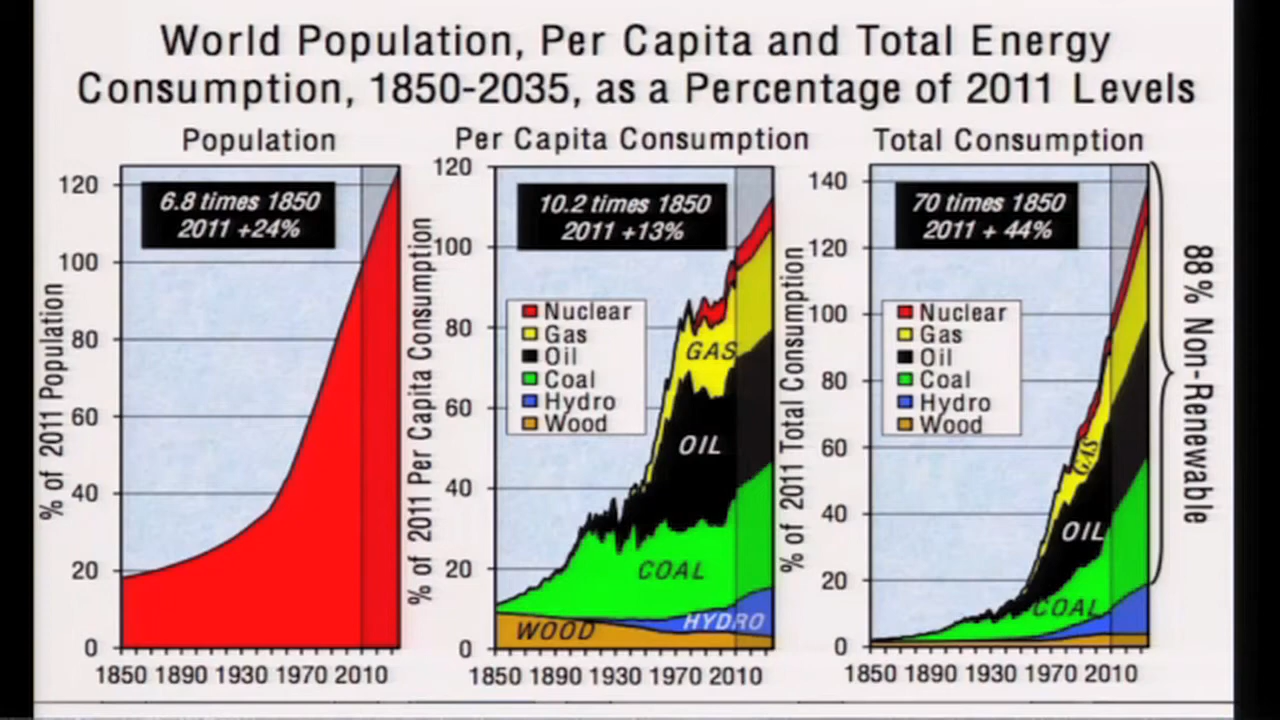 World Population, Per Capita and Total Energy
Consumption, 1850-2035, as a Percentage of 2011 Levels
Population
% of 2011 Population
120
100
80
60
40
20
0
6.8 times 1850
2011 +24%
1850 1890 1930 1970 2010
Per Capita Consumption
% of 2011 Per Capita Consumption
120
100
80
60
40
20
0
10.2 times 1850
2011 +13%
Nuclear
Gas
Oil
Coal
Hydro
Wood
GAS
OIL
COAL
HYDRO
WOOD
1850 1890 1930 1970 2010
Total Consumption
% of 2011 Total Consumption
140
120
100
80
60
40
20
0
70 times 1850
2011 + 44%
Nuclear
Gas
Oil
Coal
Hydro
Wood
GAS
OIL
COAL
1850 1890 1930 1970 2010
88% Non-Renewable